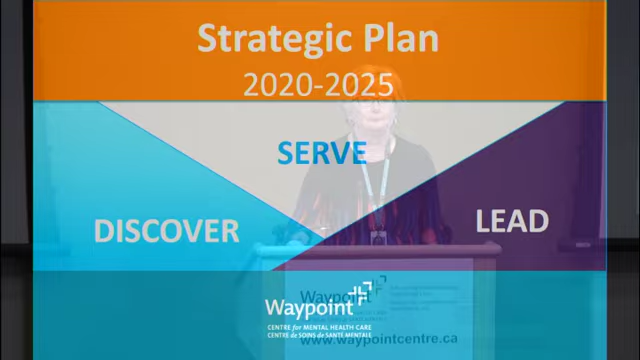 Strategic Plan
2020-2025
SERVE
DISCOVER
LEAD
Waypoint
CENTRE for MENTAL HEALTH CARE
CENTRE de SOINS de SANTÉ MENTALE
Waypoint
www.waypointcentre.ca